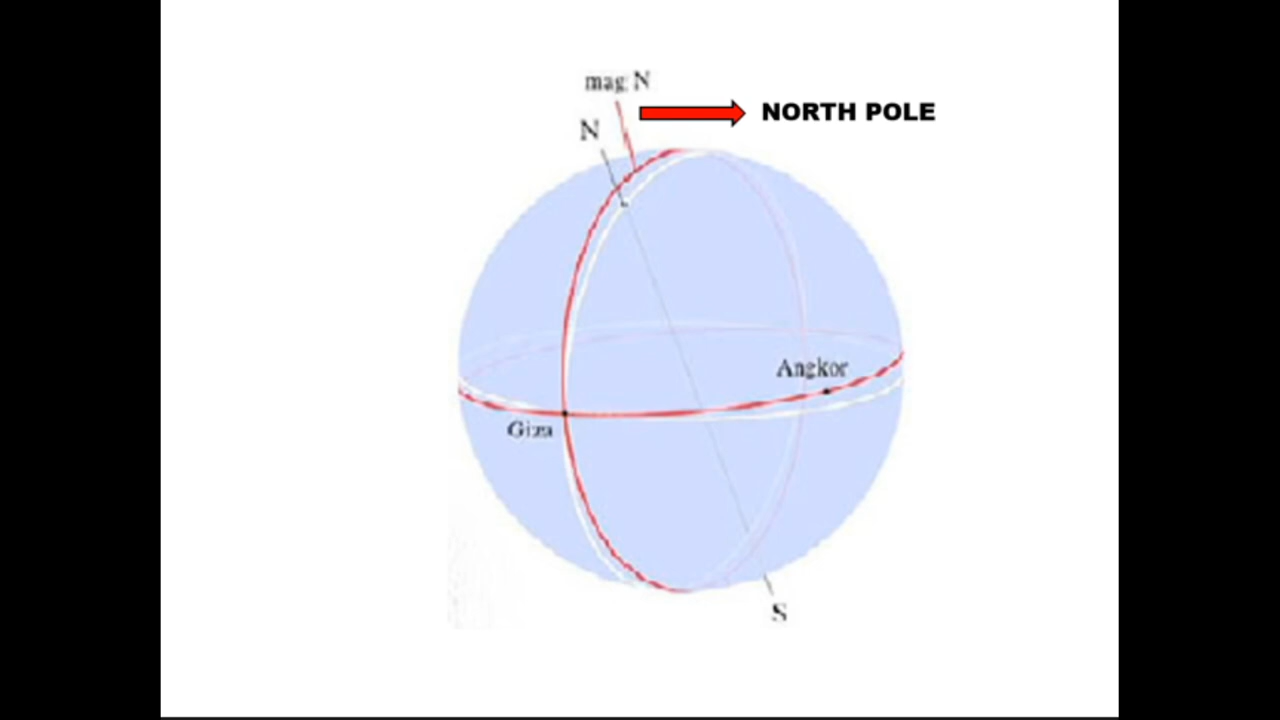 mag N
NORTH POLE
N
Angkor
Giza
S